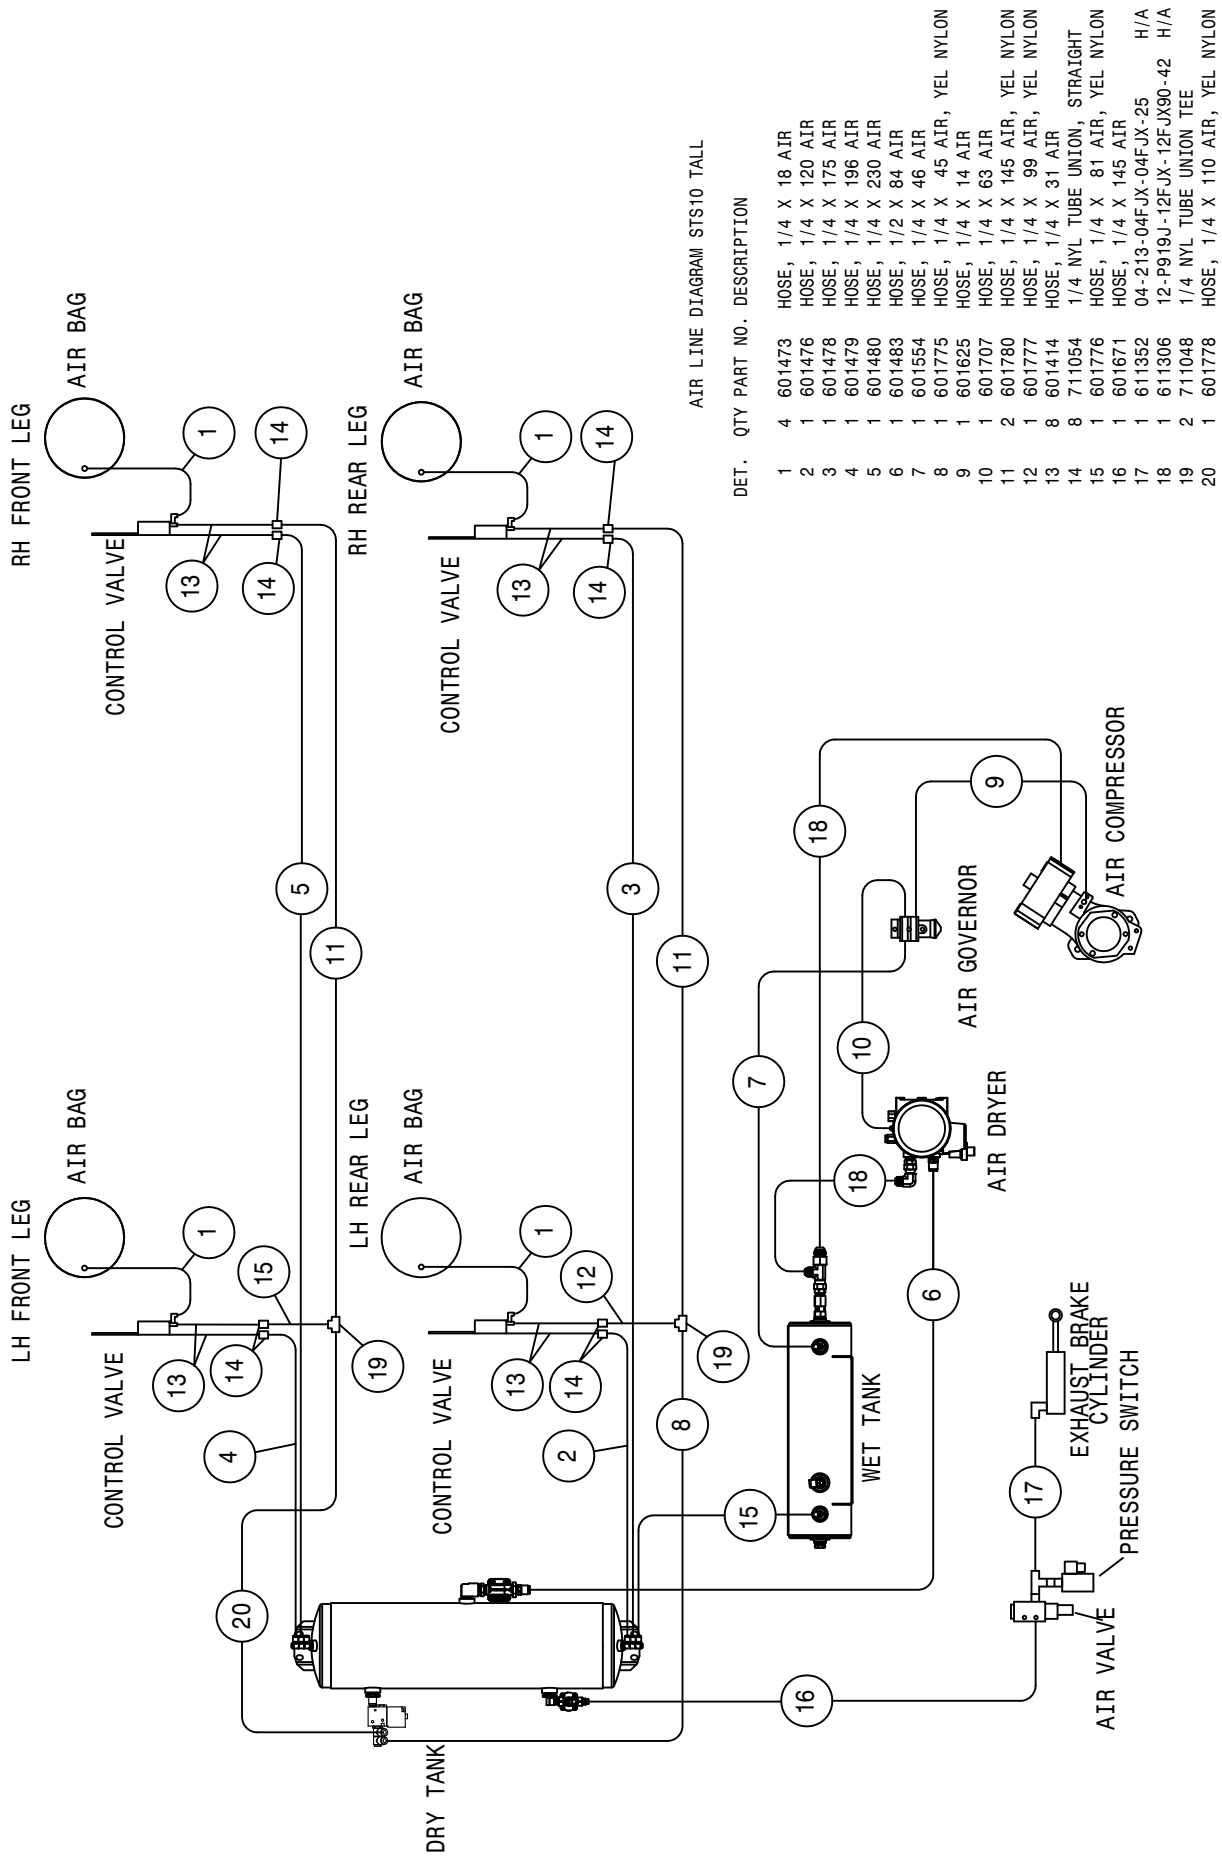 LH FRONT LEG
AIR BAG
CONTROL VALVE
1
15
13
14
19
4
20
RH FRONT LEG
AIR BAG
CONTROL VALVE
1
14
13
14
5
11
LH REAR LEG
AIR BAG
CONTROL VALVE
1
12
13
14
19
2
8
RH REAR LEG
AIR BAG
CONTROL VALVE
1
14
13
14
3
11
DRY TANK
15
WET TANK
7
18
18
10
9
6
16
17
AIR DRYER
AIR GOVERNOR
AIR COMPRESSOR
EXHAUST BRAKE
CYLINDER
PRESSURE SWITCH
AIR VALVE
AIR LINE DIAGRAM STS10 TALL
DET. QTY PART NO. DESCRIPTION
1 4 601473 HOSE, 1/4 X 18 AIR
2 1 601476 HOSE, 1/4 X 120 AIR
3 1 601478 HOSE, 1/4 X 175 AIR
4 1 601479 HOSE, 1/4 X 196 AIR
5 1 601480 HOSE, 1/4 X 230 AIR
6 1 601483 HOSE, 1/2 X 84 AIR
7 1 601554 HOSE, 1/4 X 46 AIR
8 1 601775 HOSE, 1/4 X 45 AIR, YEL NYLON
9 1 601625 HOSE, 1/4 X 14 AIR
10 1 601707 HOSE, 1/4 X 63 AIR
11 2 601780 HOSE, 1/4 X 145 AIR, YEL NYLON
12 1 601777 HOSE, 1/4 X 99 AIR, YEL NYLON
13 8 601414 HOSE, 1/4 X 31 AIR
14 8 711054 1/4 NYL TUBE UNION, STRAIGHT
15 1 601776 HOSE, 1/4 X 81 AIR, YEL NYLON
16 1 601671 HOSE, 1/4 X 145 AIR
17 1 611352 04-213-04FJX-04FJX-25 H/A
18 1 611306 12-P919J-12FJX-12FJX90-42 H/A
19 2 711048 1/4 NYL TUBE UNION TEE
20 1 601778 HOSE, 1/4 X 110 AIR, YEL NYLON